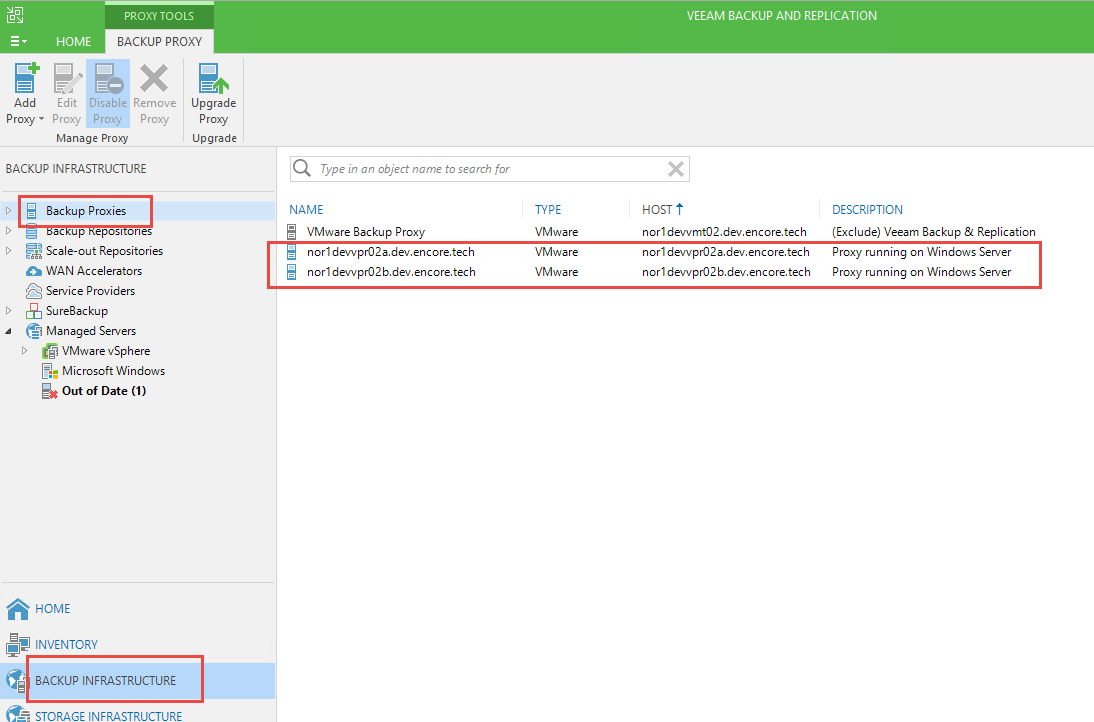 PROXY TOOLS
VEEAM BACKUP AND REPLICATION
HOME
BACKUP PROXY
Add Proxy
Edit Proxy
Disable Proxy
Remove Proxy
Upgrade Proxy
Manage Proxy
Upgrade
BACKUP INFRASTRUCTURE
Backup Proxies
Backup Repositories
Scale-out Repositories
WAN Accelerators
Service Providers
SureBackup
Managed Servers
VMware vSphere
Microsoft Windows
Out of Date (1)
HOME
INVENTORY
BACKUP INFRASTRUCTURE
STORAGE INFRASTRUCTURE
Type in an object name to search for
NAME TYPE HOST DESCRIPTION
VMware Backup Proxy VMware nor1devvmt02.dev.encore.tech (Exclude) Veeam Backup & Replication
nor1devvpr02a.dev.encore.tech VMware nor1devvpr02a.dev.encore.tech Proxy running on Windows Server
nor1devvpr02b.dev.encore.tech VMware nor1devvpr02b.dev.encore.tech Proxy running on Windows Server